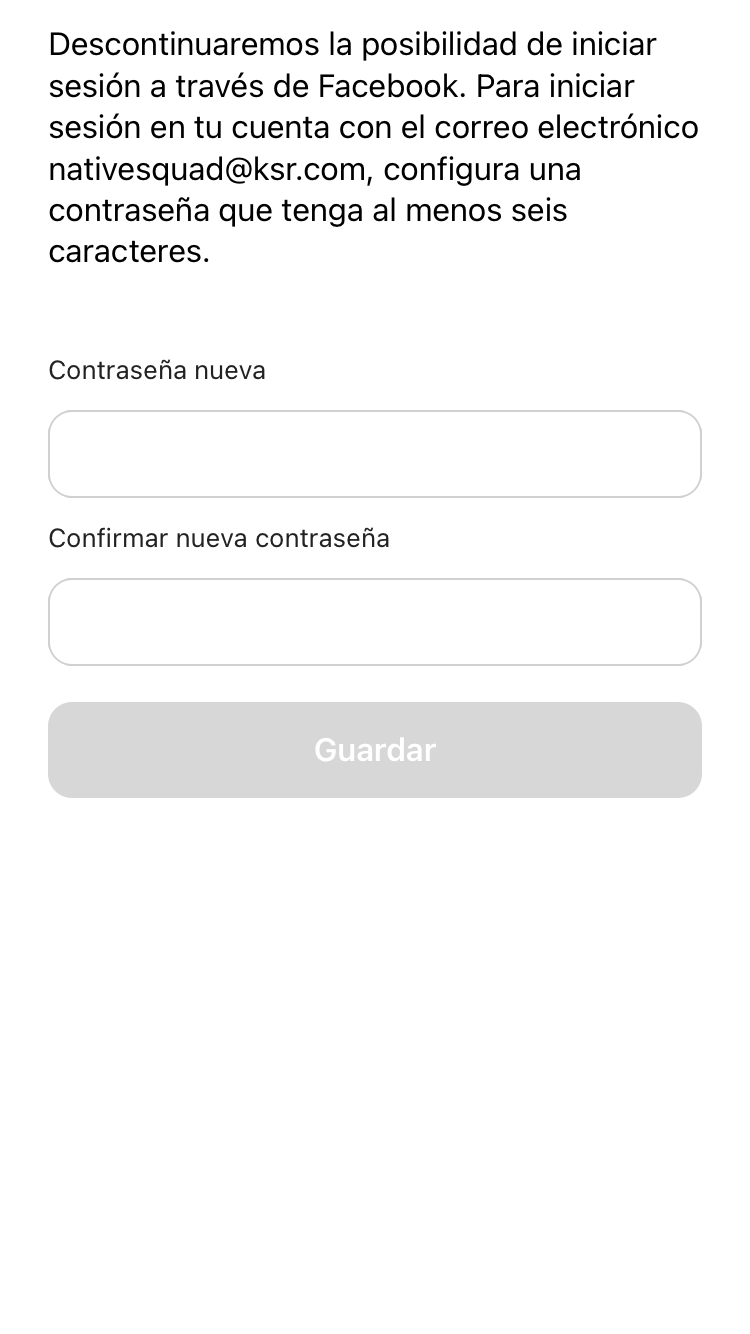 Descontinuaremos la posibilidad de iniciar
sesión a través de Facebook. Para iniciar
sesión en tu cuenta con el correo electrónico
nativesquad@ksr.com, configura una
contraseña que tenga al menos seis
caracteres.
Contraseña nueva
Confirmar nueva contraseña
Guardar